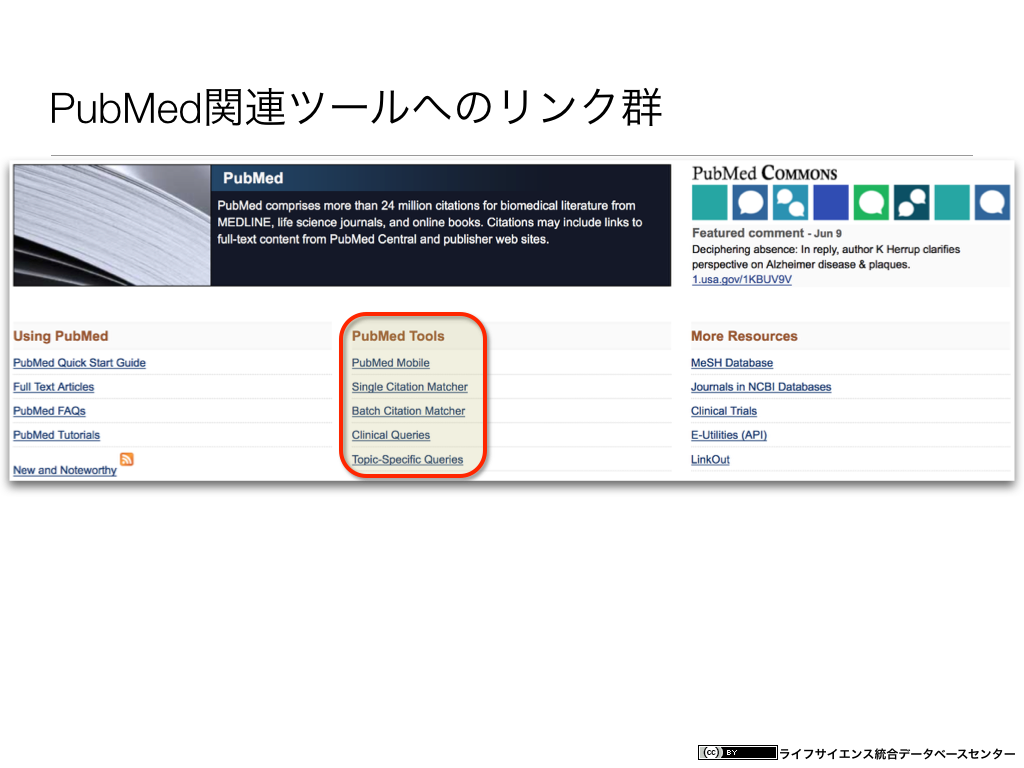 PubMed関連ツールへのリンク群
PubMed
PubMed comprises more than 24 million citations for biomedical literature from
MEDLINE, life science journals, and online books. Citations may include links to
full-text content from PubMed Central and publisher web sites.
PubMed COMMONS
Featured comment - Jun 9
Deciphering absence: In reply, author K Herrup clarifies
perspective on Alzheimer disease & plaques.
1.usa.gov/1KBUV9V
Using PubMed
PubMed Quick Start Guide
Full Text Articles
PubMed FAQs
PubMed Tutorials
New and Noteworthy
PubMed Tools
PubMed Mobile
Single Citation Matcher
Batch Citation Matcher
Clinical Queries
Topic-Specific Queries
More Resources
MeSH Database
Journals in NCBI Databases
Clinical Trials
E-Utilities (API)
LinkOut
(cc) BY ライフサイエンス統合データベースセンター